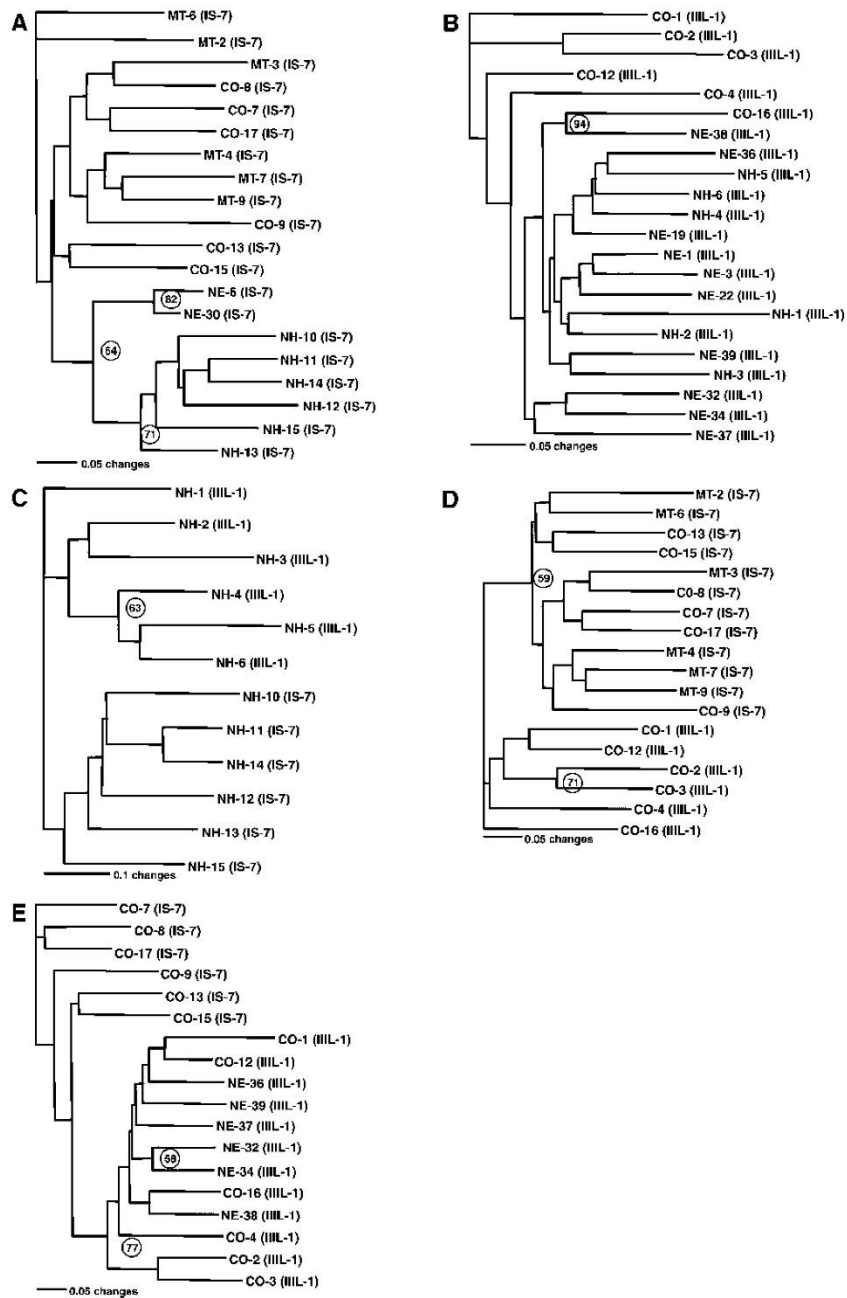 A
MT-6 (IS-7)
MT-2 (IS-7)
MT-3 (IS-7)
CO-8 (IS-7)
CO-7 (IS-7)
CO-17 (IS-7)
MT-4 (IS-7)
MT-7 (IS-7)
MT-9 (IS-7)
CO-9 (IS-7)
CO-13 (IS-7)
CO-15 (IS-7)
NE-6 (IS-7)
82
NE-30 (IS-7)
NH-10 (IS-7)
64
NH-11 (IS-7)
NH-14 (IS-7)
NH-12 (IS-7)
NH-15 (IS-7)
71
NH-13 (IS-7)
0.05 changes
B
CO-1 (IIIL-1)
CO-2 (IIIL-1)
CO-3 (IIIL-1)
CO-12 (IIIL-1)
CO-4 (IIIL-1)
CO-16 (IIIL-1)
94
NE-38 (IIIL-1)
NE-36 (IIIL-1)
NH-5 (IIIL-1)
NH-6 (IIIL-1)
NH-4 (IIIL-1)
NE-19 (IIIL-1)
NE-1 (IIIL-1)
NE-3 (IIIL-1)
NE-22 (IIIL-1)
NH-1 (IIIL-1)
NH-2 (IIIL-1)
NE-39 (IIIL-1)
NH-3 (IIIL-1)
NE-32 (IIIL-1)
NE-34 (IIIL-1)
NE-37 (IIIL-1)
0.05 changes
C
NH-1 (IIIL-1)
NH-2 (IIIL-1)
NH-3 (IIIL-1)
NH-4 (IIIL-1)
63
NH-5 (IIIL-1)
NH-6 (IIIL-1)
NH-10 (IS-7)
NH-11 (IS-7)
NH-14 (IS-7)
NH-12 (IS-7)
NH-13 (IS-7)
NH-15 (IS-7)
0.1 changes
D
MT-2 (IS-7)
MT-6 (IS-7)
CO-13 (IS-7)
CO-15 (IS-7)
59
MT-3 (IS-7)
C0-8 (IS-7)
CO-7 (IS-7)
CO-17 (IS-7)
MT-4 (IS-7)
MT-7 (IS-7)
MT-9 (IS-7)
CO-9 (IS-7)
CO-1 (IIIL-1)
CO-12 (IIIL-1)
CO-2 (IIIL-1)
71
CO-3 (IIIL-1)
CO-4 (IIIL-1)
CO-16 (IIIL-1)
0.05 changes
E
CO-7 (IS-7)
CO-8 (IS-7)
CO-17 (IS-7)
CO-9 (IS-7)
CO-13 (IS-7)
CO-15 (IS-7)
CO-1 (IIIL-1)
CO-12 (IIIL-1)
NE-36 (IIIL-1)
NE-39 (IIIL-1)
NE-37 (IIIL-1)
NE-32 (IIIL-1)
58
NE-34 (IIIL-1)
CO-16 (IIIL-1)
NE-38 (IIIL-1)
CO-4 (IIIL-1)
77
CO-2 (IIIL-1)
CO-3 (IIIL-1)
0.05 changes